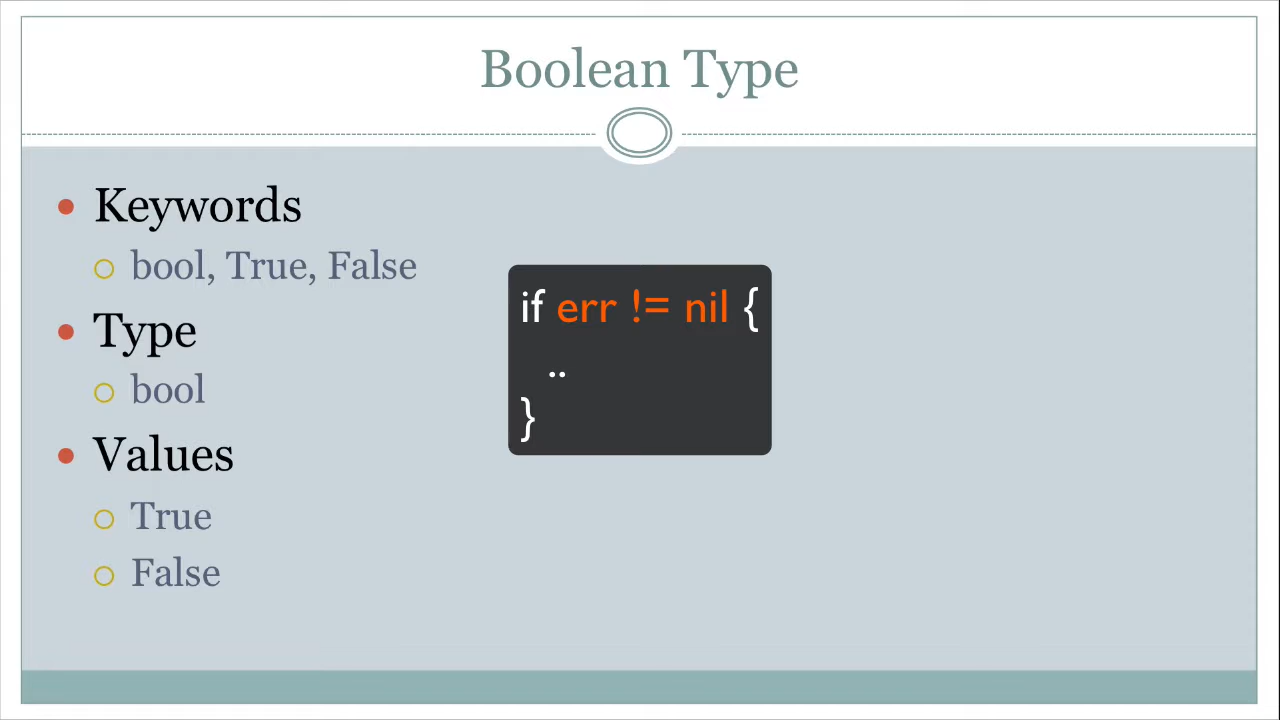 Boolean Type
Keywords
bool, True, False
Type
bool
Values
True
False
if err != nil {
..
}